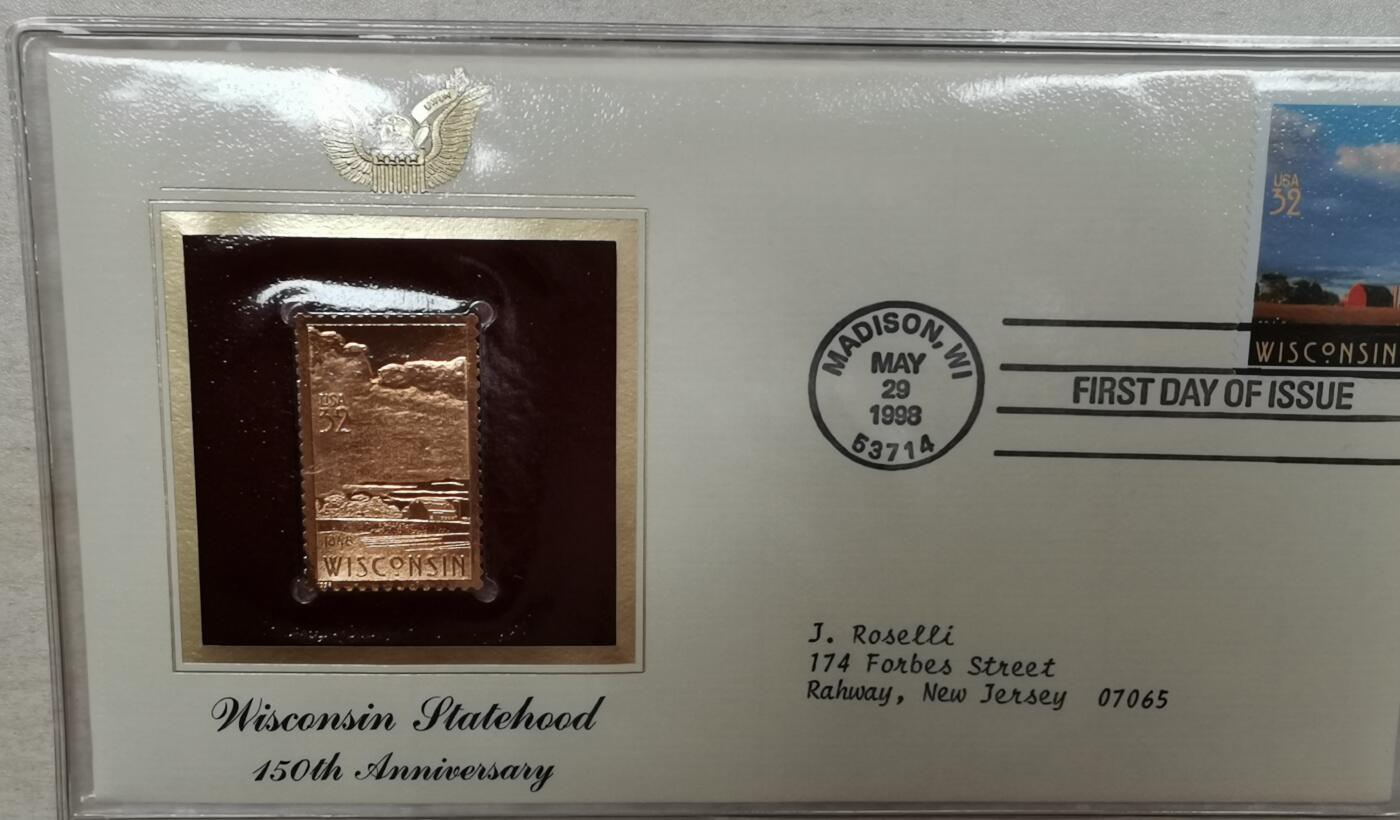 USA
32
1848
WISCONSIN
Wisconsin Statehood
150th Anniversary
USA
32
WISCONSIN
MADISON, WI
MAY
29
1998
53714
FIRST DAY OF ISSUE
J. Roselli
174 Forbes Street
Rahway, New Jersey 07065